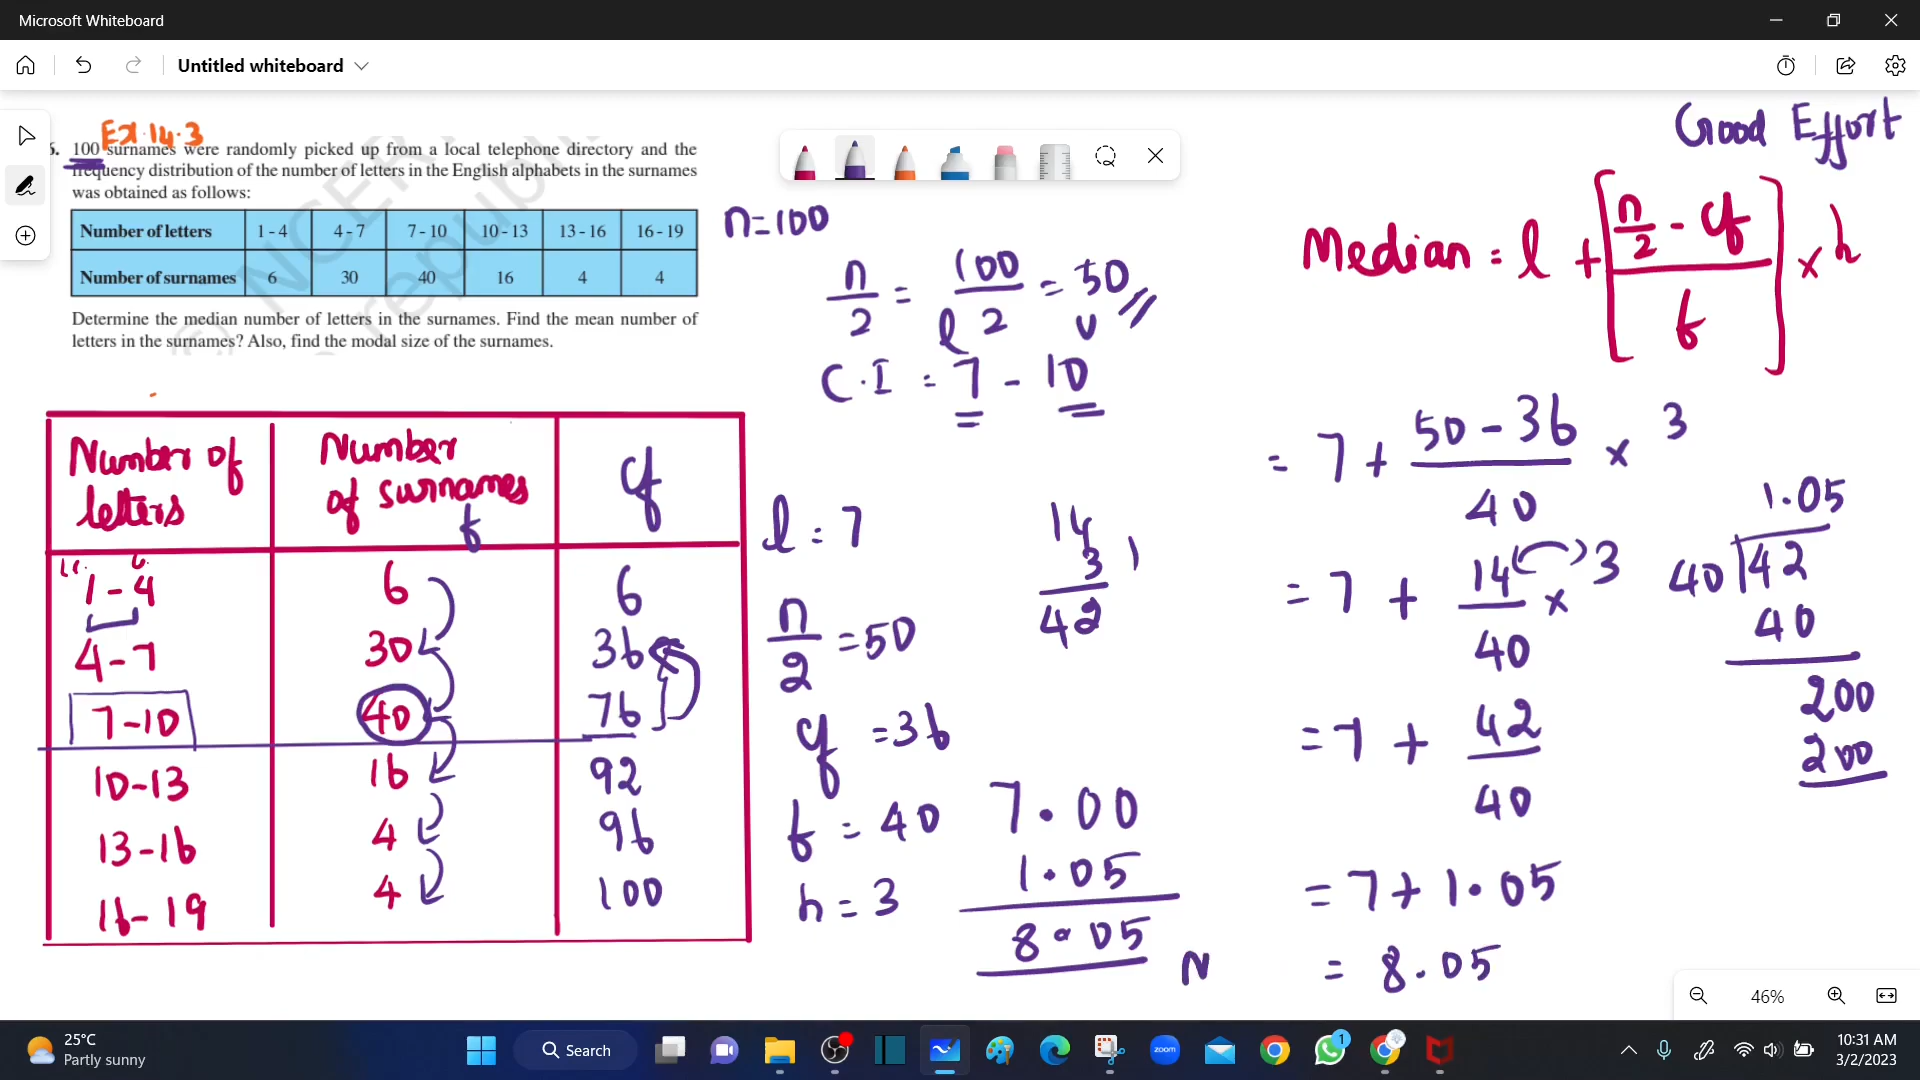 Microsoft Whiteboard
Untitled whiteboard
Good Effort
Ex.14.3
6. 100 surnames were randomly picked up from a local telephone directory and the
frequency distribution of the number of letters in the English alphabets in the surnames
was obtained as follows:
Number of letters 1 - 4 4 - 7 7 - 10 10 - 13 13 - 16 16 - 19
Number of surnames 6 30 40 16 4 4
Determine the median number of letters in the surnames. Find the mean number of
letters in the surnames? Also, find the modal size of the surnames.
Number of letters Number of surnames f cf
1-4 6 6
4-7 30 36
7-10 40 76
10-13 16 92
13-16 4 96
16-19 4 100
n=100
n/2 = 100/2 = 50
l u
C.I = 7 - 10
l = 7
n/2 = 50
cf = 36
f = 40
h = 3
14
3
42
7.00
1.05
8.05
N
Median = l + [n/2 - cf / f] × h
= 7 + 50-36/40 × 3
= 7 + 14/40 × 3
= 7 + 42/40
= 7 + 1.05
= 8.05
1.05
40 42
40
200
200
46%
25°C
Partly sunny
Search
zoom
1
10:31 AM
3/2/2023